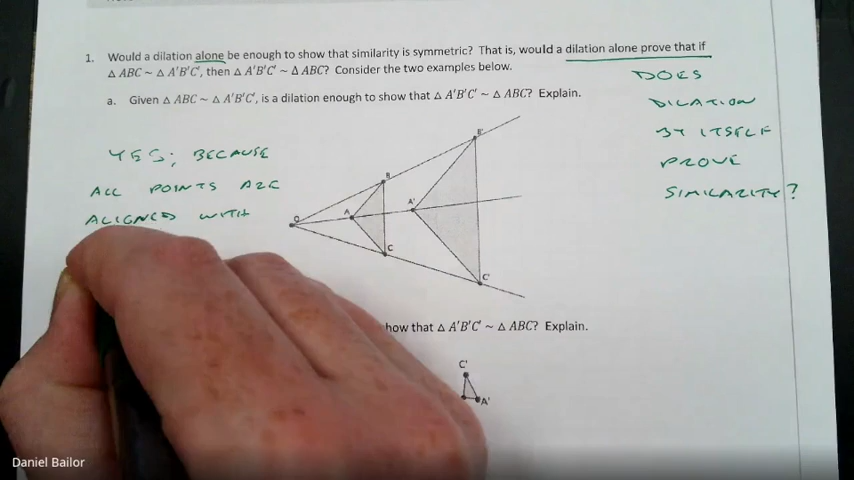 1. Would a dilation alone be enough to show that similarity is symmetric? That is, would a dilation alone prove that if
△ ABC ~ △ A'B'C', then △ A'B'C' ~ △ ABC? Consider the two examples below.
a. Given △ ABC ~ △ A'B'C', is a dilation enough to show that △ A'B'C' ~ △ ABC? Explain.
DOES
DILATION
BY ITSELF
PROVE
SIMILARITY?
YES; BECAUSE
ALL POINTS ARE
ALIGNED WITH
O
A
B
C
A'
B'
C'
how that △ A'B'C' ~ △ ABC? Explain.
C'
A'
Daniel Bailor